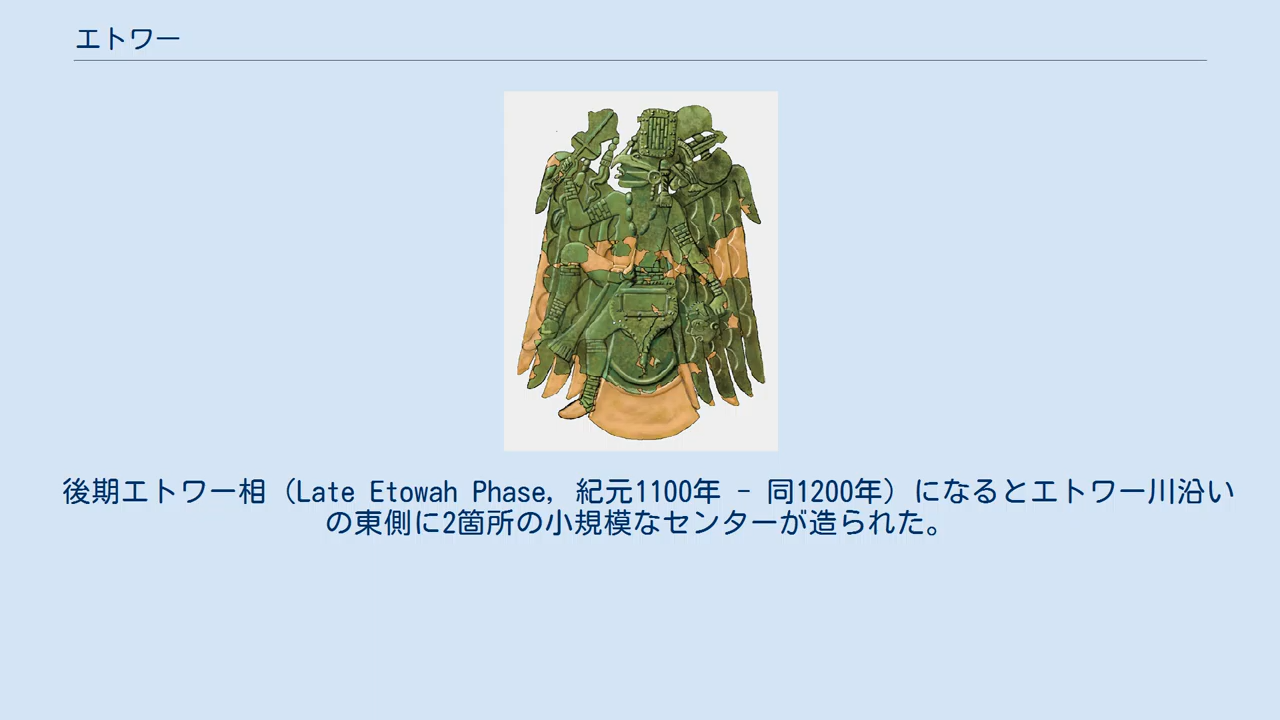 エトワー
後期エトワー相（Late Etowah Phase, 紀元1100年 - 同1200年）になるとエトワー川沿い
の東側に2箇所の小規模なセンターが造られた。